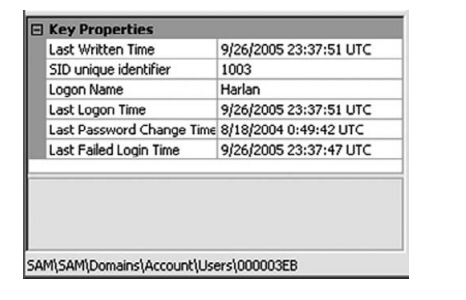 Key Properties
Last Written Time 9/26/2005 23:37:51 UTC
SID unique identifier 1003
Logon Name Harlan
Last Logon Time 9/26/2005 23:37:51 UTC
Last Password Change Time 8/18/2004 0:49:42 UTC
Last Failed Login Time 9/26/2005 23:37:47 UTC
SAM\SAM\Domains\Account\Users\000003EB